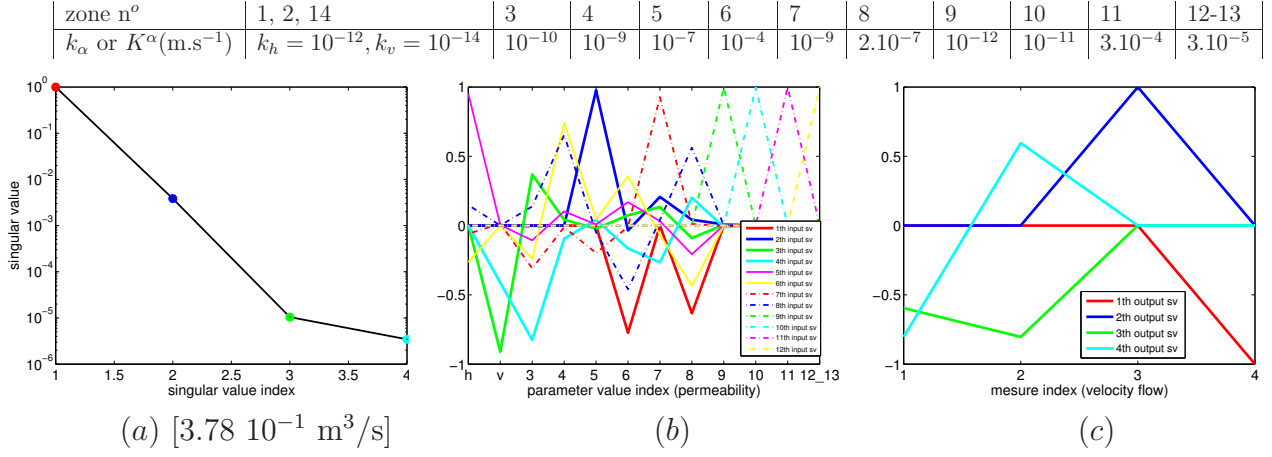 zone nᵒ 1, 2, 14 3 4 5 6 7 8 9 10 11 12-13
k_α or K^α(m.s⁻¹) k_h = 10⁻¹², k_v = 10⁻¹⁴ 10⁻¹⁰ 10⁻⁹ 10⁻⁷ 10⁻⁴ 10⁻⁹ 2.10⁻⁷ 10⁻¹² 10⁻¹¹ 3.10⁻⁴ 3.10⁻⁵
10⁰
10⁻¹
10⁻²
10⁻³
10⁻⁴
10⁻⁵
10⁻⁶
singular value
1 1.5 2 2.5 3 3.5 4
singular value index
(a) [3.78 10⁻¹ m³/s]
1
0.5
0
−0.5
−1
h v 3 4 5 6 7 8 9 10 11 12_13
parameter value index (permeability)
1th input sv
2th input sv
3th input sv
4th input sv
5th input sv
6th input sv
7th input sv
8th input sv
9th input sv
10th input sv
11th input sv
12th input sv
(b)
1
0.5
0
−0.5
−1
1 2 3 4
mesure index (velocity flow)
1th output sv
2th output sv
3th output sv
4th output sv
(c)